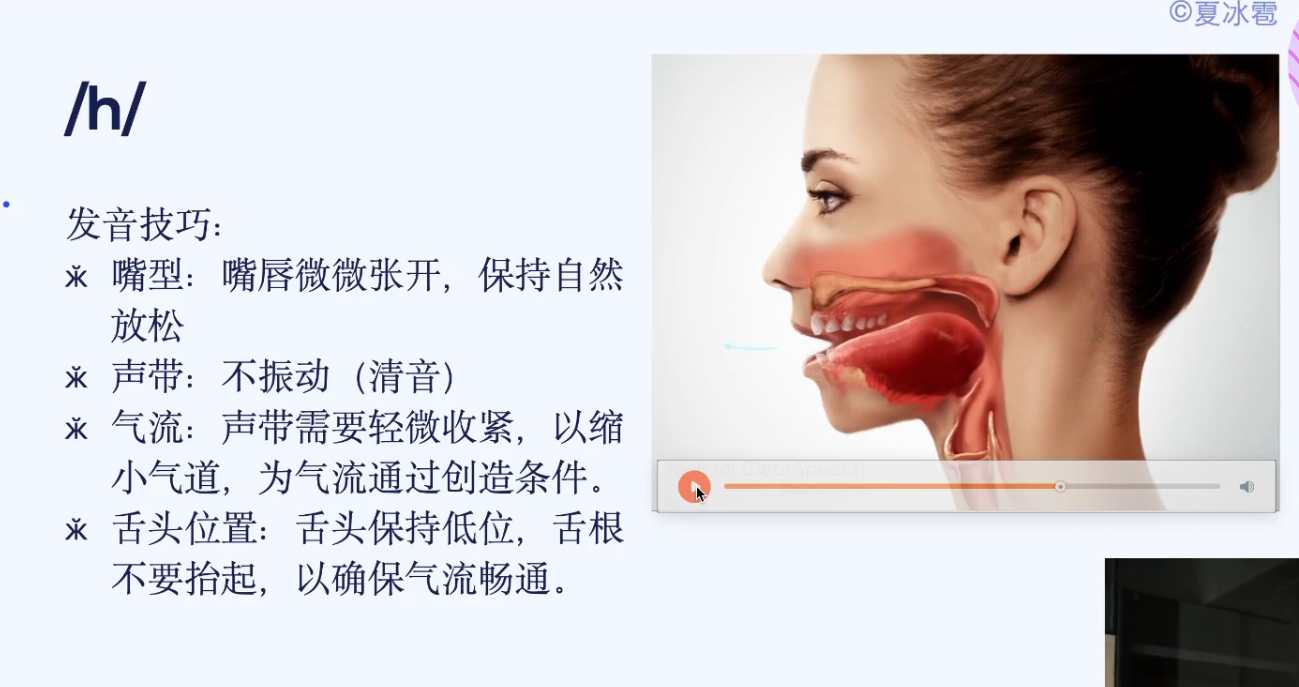 ©夏冰雹
/h/
发音技巧：
ӂ 嘴型：嘴唇微微张开，保持自然
放松
ӂ 声带：不振动（清音）
ӂ 气流：声带需要轻微收紧，以缩
小气道，为气流通过创造条件。
ӂ 舌头位置：舌头保持低位，舌根
不要抬起，以确保气流畅通。
for Clear Speech